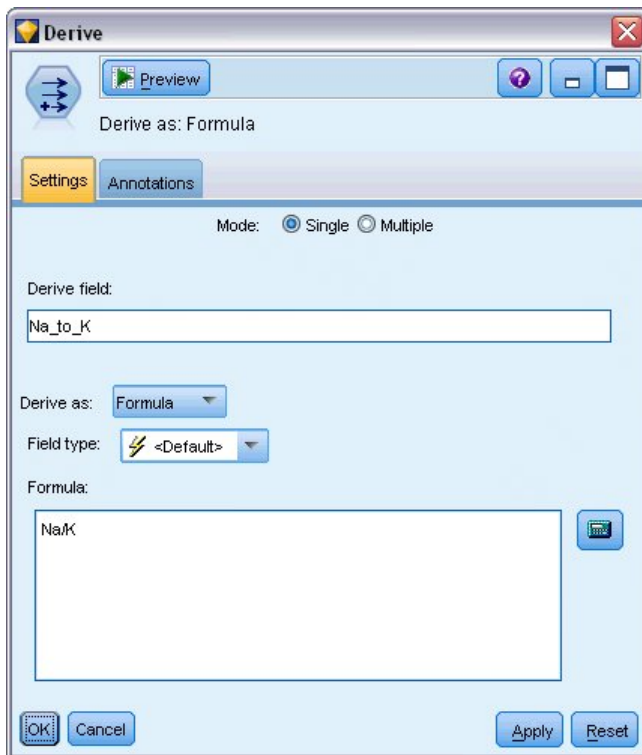 Derive
Preview
Derive as: Formula
Settings Annotations
Mode: Single Multiple
Derive field:
Na_to_K
Derive as: Formula
Field type: <Default>
Formula:
Na/K
OK Cancel Apply Reset